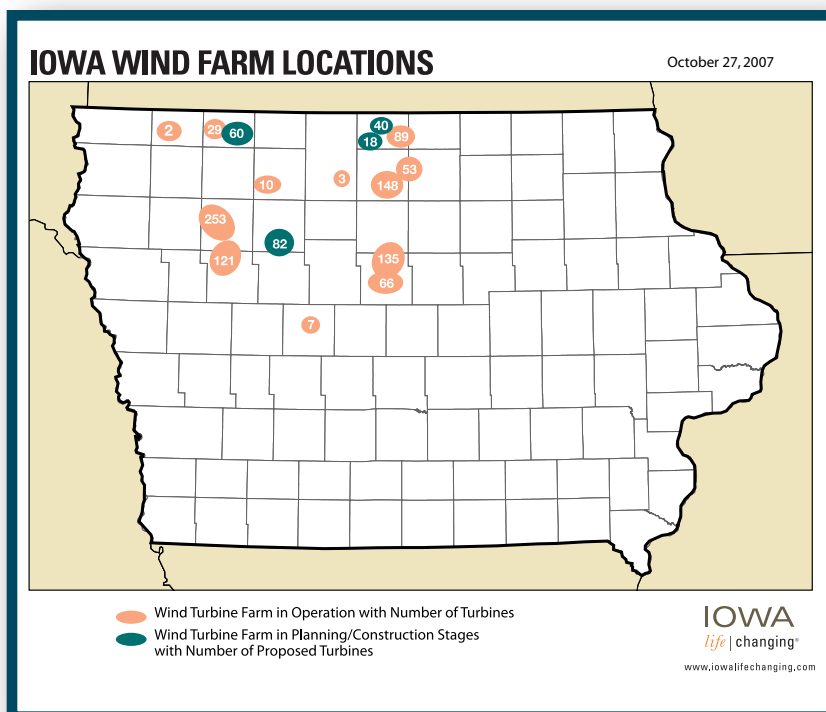 IOWA WIND FARM LOCATIONS
October 27, 2007
2
29
60
40
18
89
10
3
53
148
253
82
121
135
66
7
Wind Turbine Farm in Operation with Number of Turbines
Wind Turbine Farm in Planning/Construction Stages
with Number of Proposed Turbines
IOWA
life | changing®
www.iowalifechanging.com